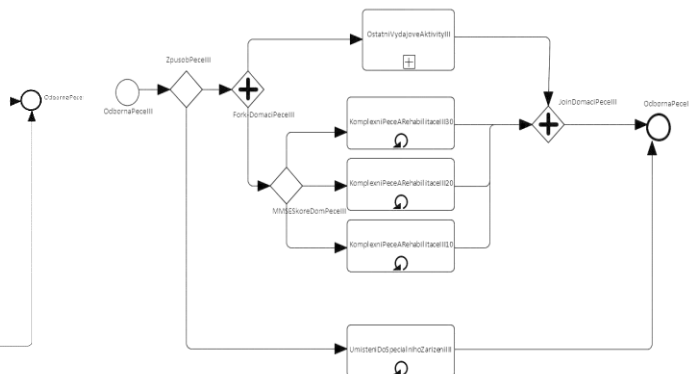 OstatniVydajoveAktivityIII
ZpusobPeceIII
OdbornaPece
OdbornaPeceIII
ForkDomaciPeceIII
JoinDomaciPeceIII
OdbornaPeceI
KomplexniPeceARehabilitaceIII30
KomplexniPeceARehabilitaceIII20
MMSESkoreDomPeceIII
KomplexniPeceARehabilitaceIII10
UmisteniDoSpecialnihoZarizeniIII